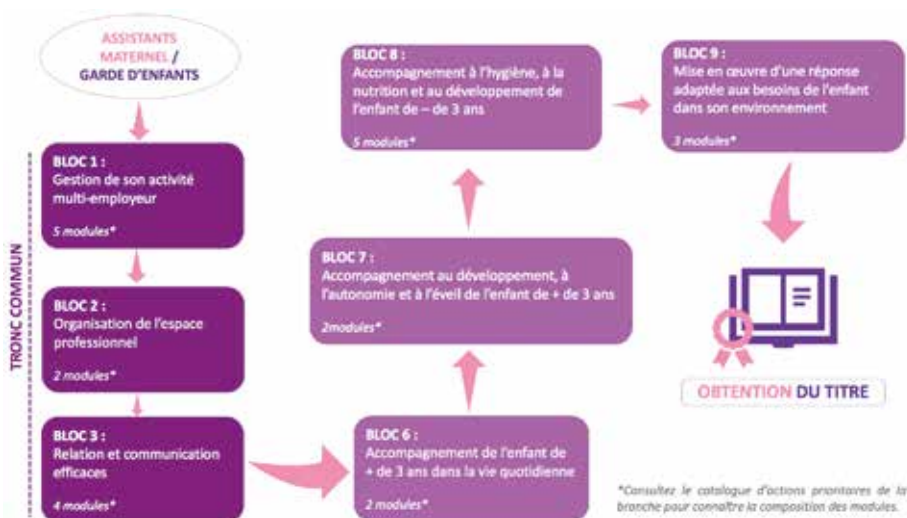 ASSISTANTS
MATERNEL /
GARDE D'ENFANTS
TRONC COMMUN
BLOC 1 :
Gestion de son activité
multi-employeur
5 modules*
BLOC 2 :
Organisation de l'espace
professionnel
2 modules*
BLOC 3 :
Relation et communication
efficaces
4 modules*
BLOC 6 :
Accompagnement de l'enfant de
+ de 3 ans dans la vie quotidienne
2 modules*
BLOC 7 :
Accompagnement au développement, à
l'autonomie et à l'éveil de l'enfant de + de 3 ans
2modules*
BLOC 8 :
Accompagnement à l'hygiène, à la
nutrition et au développement de
l'enfant de – de 3 ans
5 modules*
BLOC 9 :
Mise en œuvre d'une réponse
adaptée aux besoins de l'enfant
dans son environnement
3 modules*
OBTENTION DU TITRE
*Consultez le catalogue d'actions prioritaires de la
branche pour connaître la composition des modules.